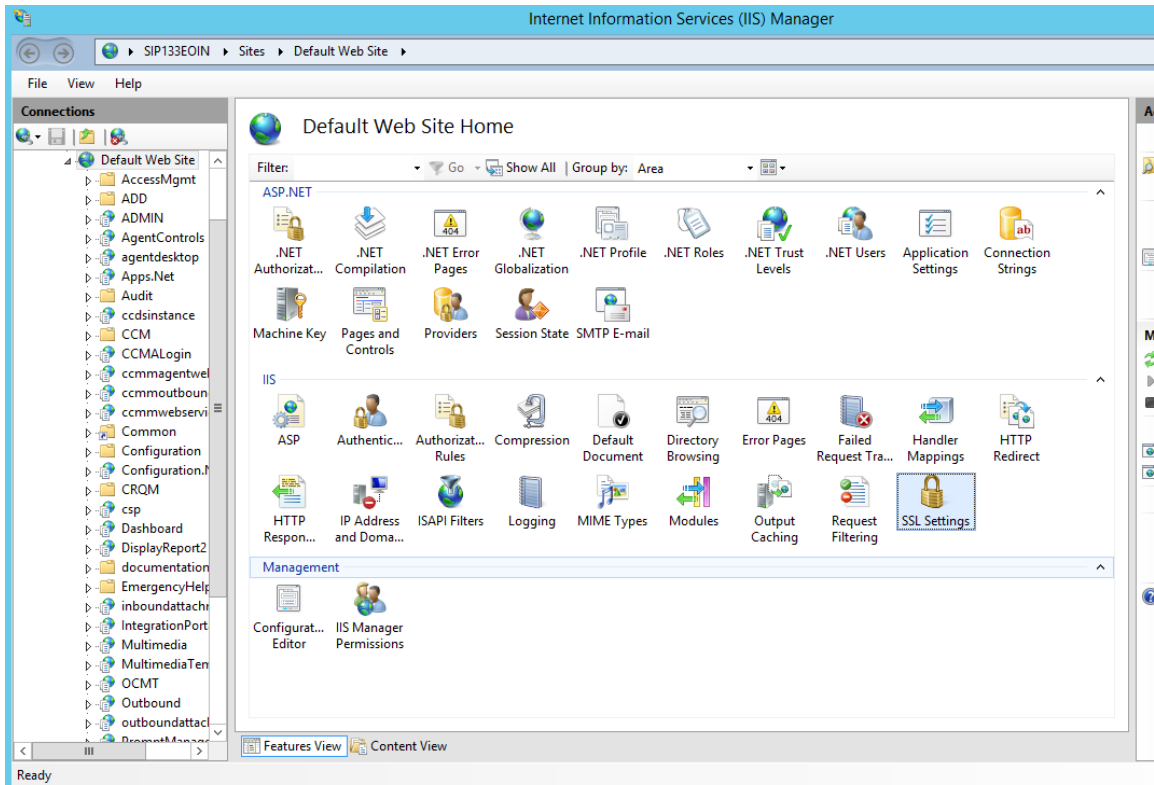 Internet Information Services (IIS) Manager
SIP133EOIN
Sites
Default Web Site
File
View
Help
Connections
Default Web Site
AccessMgmt
ADD
ADMIN
AgentControls
agentdesktop
Apps.Net
Audit
ccdsinstance
CCM
CCMALogin
ccmmagentwel
ccmmoutboun
ccmmwebservi
Common
Configuration
Configuration.N
CRQM
csp
Dashboard
DisplayReport2
documentation
EmergencyHelp
inboundattachr
IntegrationPort
Multimedia
MultimediaTem
OCMT
Outbound
outboundattacl
PromptManage
Ready
Default Web Site Home
Filter:
Go
Show All
Group by:
Area
ASP.NET
.NET
Authorizat...
.NET
Compilation
.NET Error
Pages
404
.NET
Globalization
.NET Profile
.NET Roles
.NET Trust
Levels
.NET Users
Application
Settings
ab
Connection
Strings
Machine Key
Pages and
Controls
Providers
Session State
SMTP E-mail
IIS
ASP
Authentic...
Authorizat...
Rules
Compression
Default
Document
Directory
Browsing
404
Error Pages
Failed
Request Tra...
Handler
Mappings
HTTP
Redirect
HTTP
Respon...
IP Address
and Doma...
ISAPI Filters
Logging
MIME Types
Modules
Output
Caching
Request
Filtering
SSL Settings
Management
Configurat...
Editor
IIS Manager
Permissions
Features View
Content View
A
M